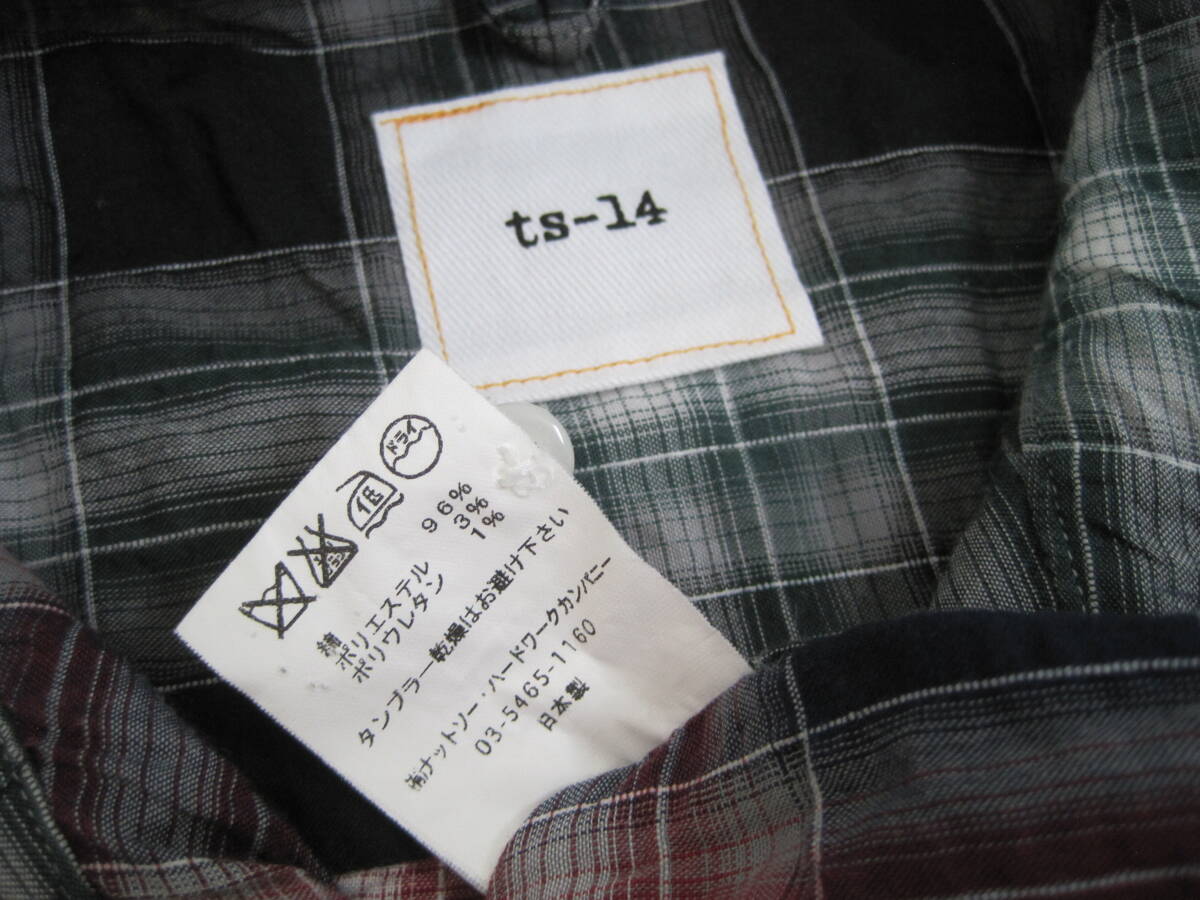 ts-14
ドライ
低
綿 96%
ポリエステル 3%
ポリウレタン 1%
タンブラー乾燥はお避け下さい
㈲ナットソー・ハードワークカンパニー
03-5465-1160
日本製